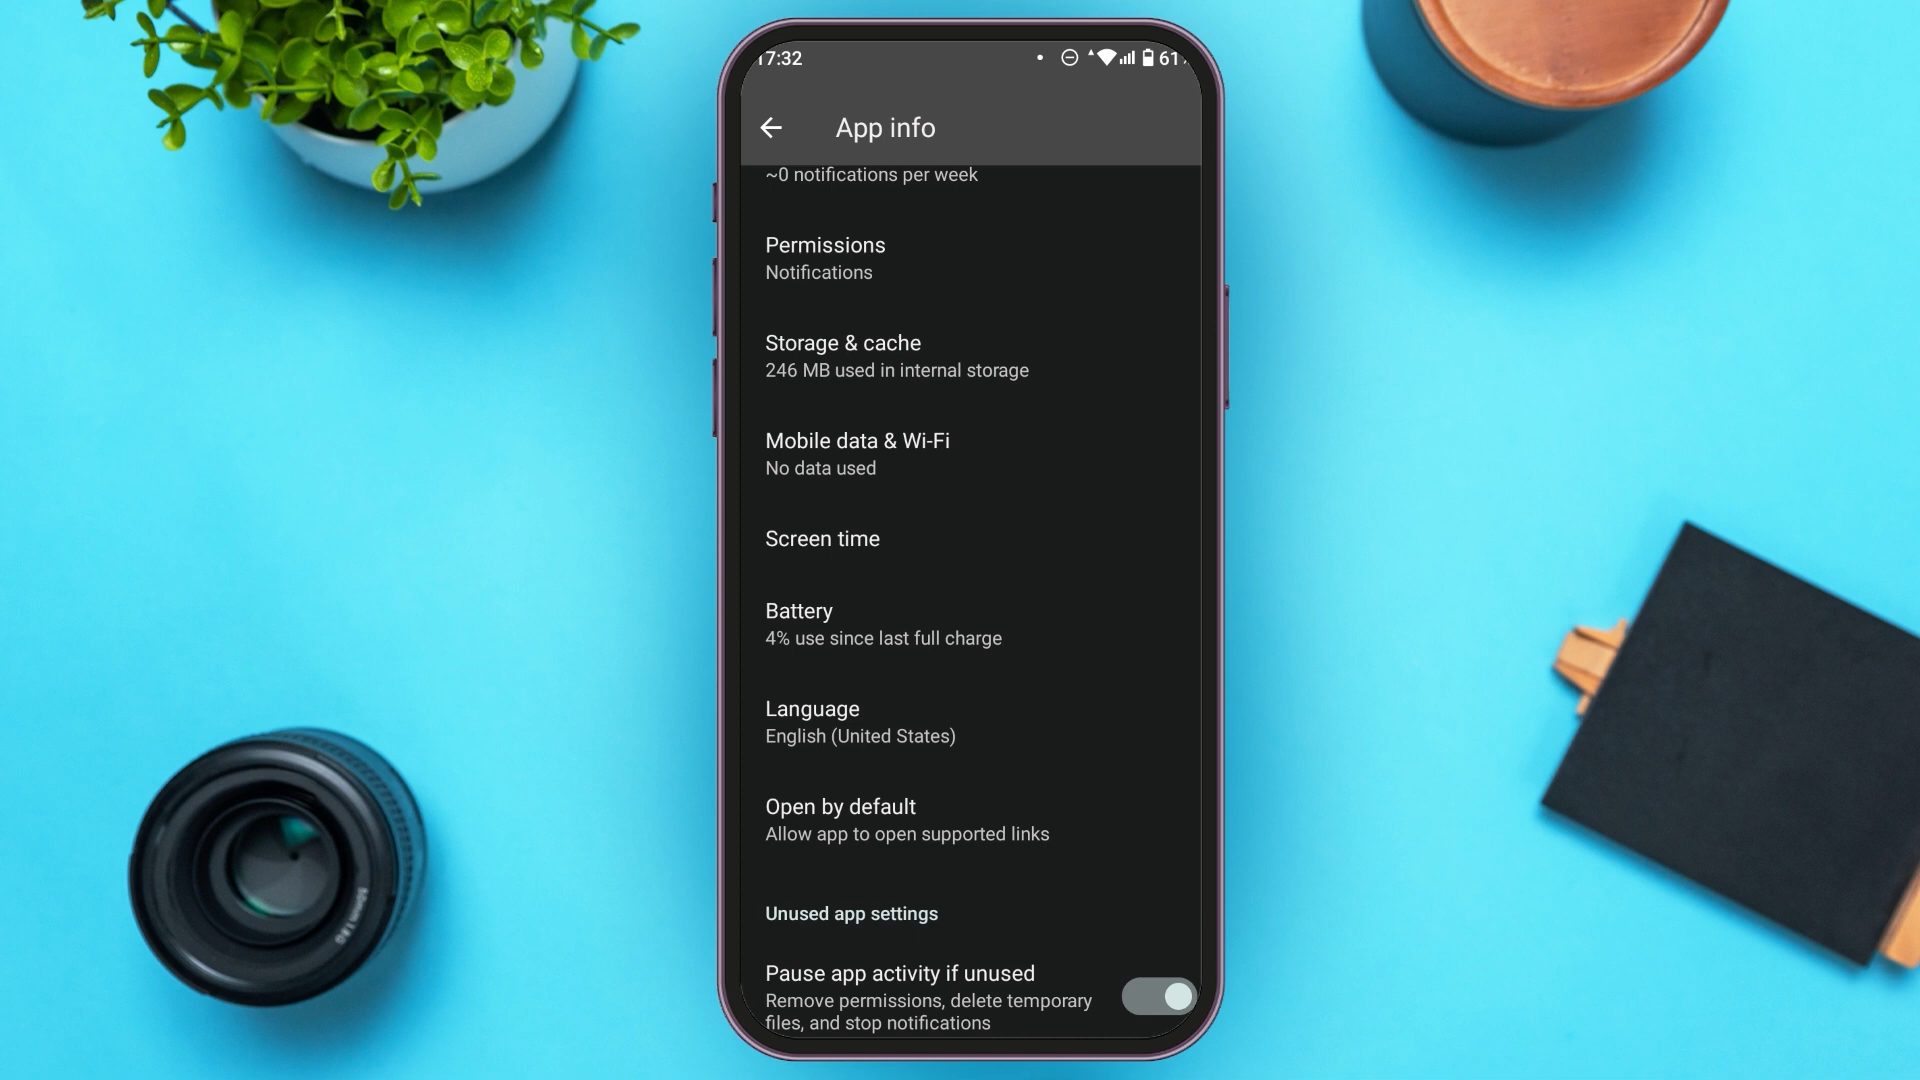 17:32
61
App info
~0 notifications per week
Permissions
Notifications
Storage & cache
246 MB used in internal storage
Mobile data & Wi-Fi
No data used
Screen time
Battery
4% use since last full charge
Language
English (United States)
Open by default
Allow app to open supported links
Unused app settings
Pause app activity if unused
Remove permissions, delete temporary
files, and stop notifications